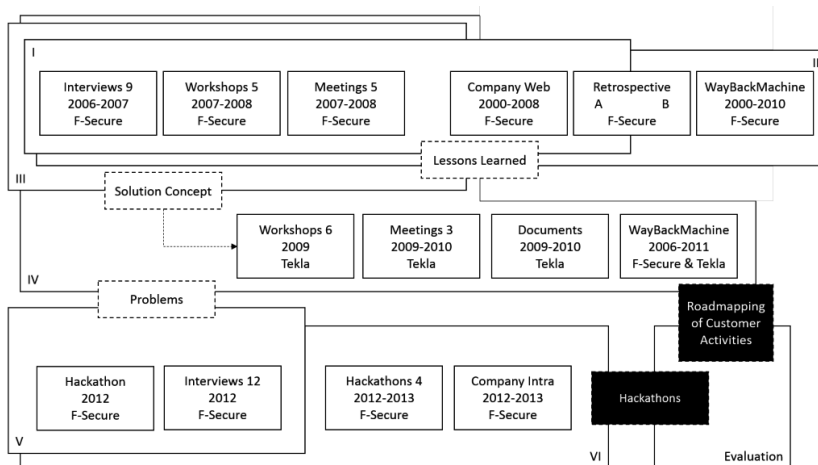 I
II
Interviews 9
2006-2007
F-Secure
Workshops 5
2007-2008
F-Secure
Meetings 5
2007-2008
F-Secure
Company Web
2000-2008
F-Secure
Retrospective
A B
F-Secure
WayBackMachine
2000-2010
F-Secure
Lessons Learned
III
Solution Concept
Workshops 6
2009
Tekla
Meetings 3
2009-2010
Tekla
Documents
2009-2010
Tekla
WayBackMachine
2006-2011
F-Secure & Tekla
IV
Problems
Roadmapping
of Customer
Activities
Hackathon
2012
F-Secure
Interviews 12
2012
F-Secure
Hackathons 4
2012-2013
F-Secure
Company Intra
2012-2013
F-Secure
Hackathons
V
VI
Evaluation